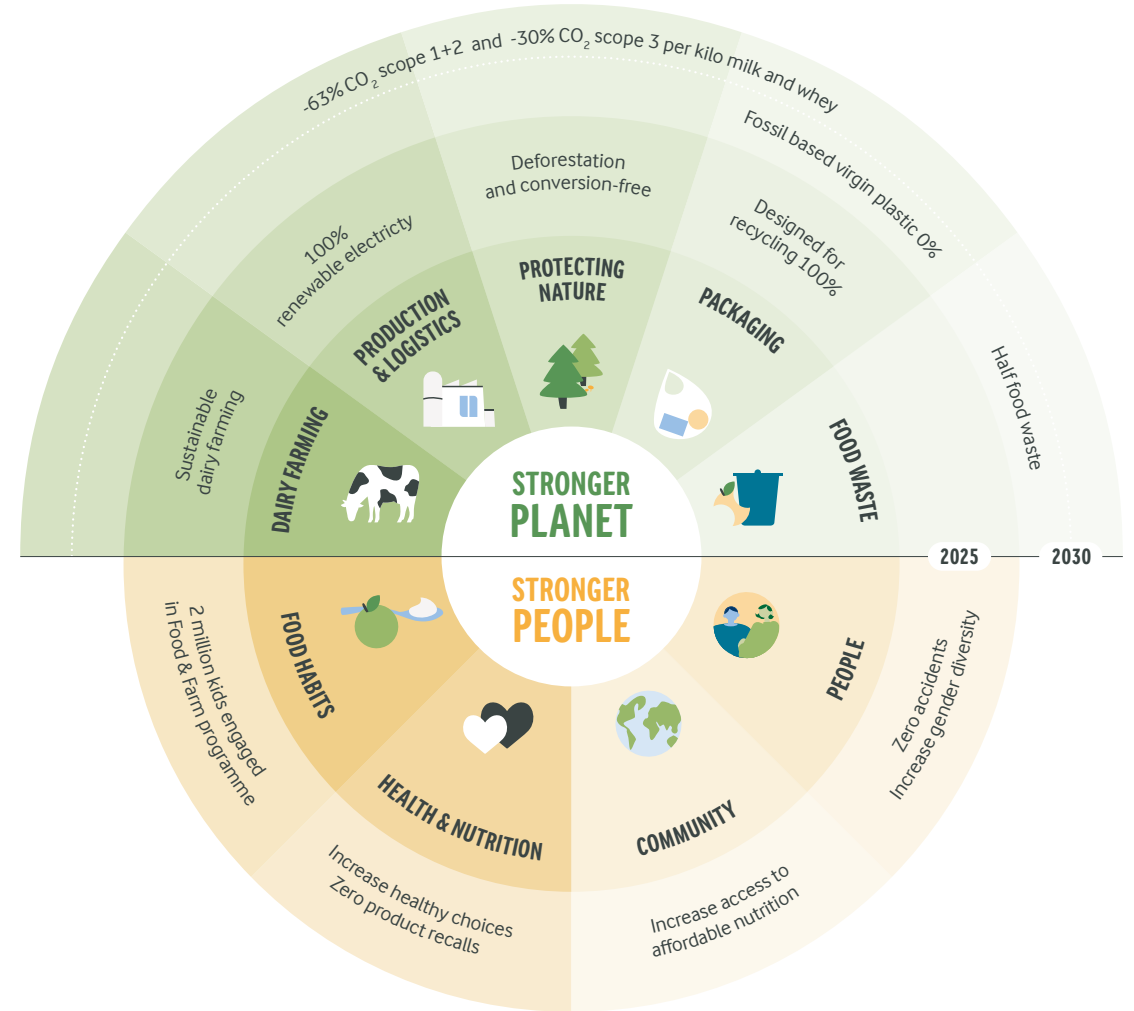 -63% CO2 scope 1+2 and -30% CO2 scope 3 per kilo milk and whey
Fossil based virgin plastic 0%
Half food waste
Sustainable
dairy farming
100%
renewable electricty
Deforestation
and conversion-free
Designed for
recycling 100%
DAIRY FARMING
PRODUCTION
& LOGISTICS
PROTECTING
NATURE
PACKAGING
FOOD WASTE
STRONGER
PLANET
2025
2030
STRONGER
PEOPLE
FOOD HABITS
HEALTH & NUTRITION
COMMUNITY
PEOPLE
2 million kids engaged
in Food & Farm programme
Increase healthy choices
Zero product recalls
Increase access to
affordable nutrition
Zero accidents
Increase gender diversity